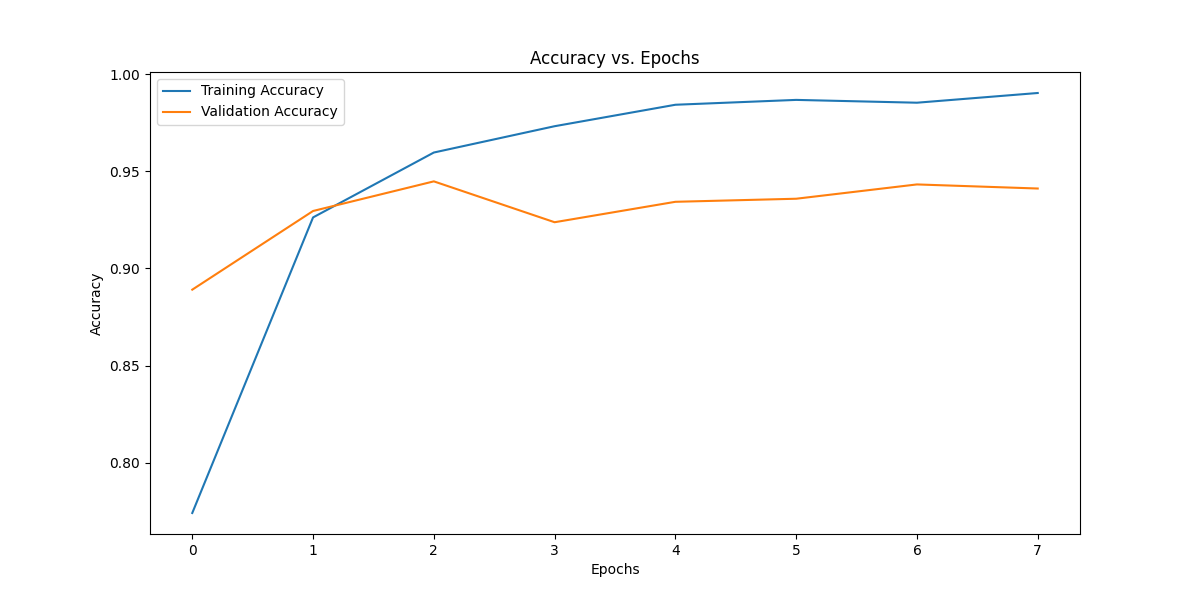 Accuracy vs. Epochs
1.00
0.95
0.90
0.85
0.80
Accuracy
Training Accuracy
Validation Accuracy
0 1 2 3 4 5 6 7
Epochs